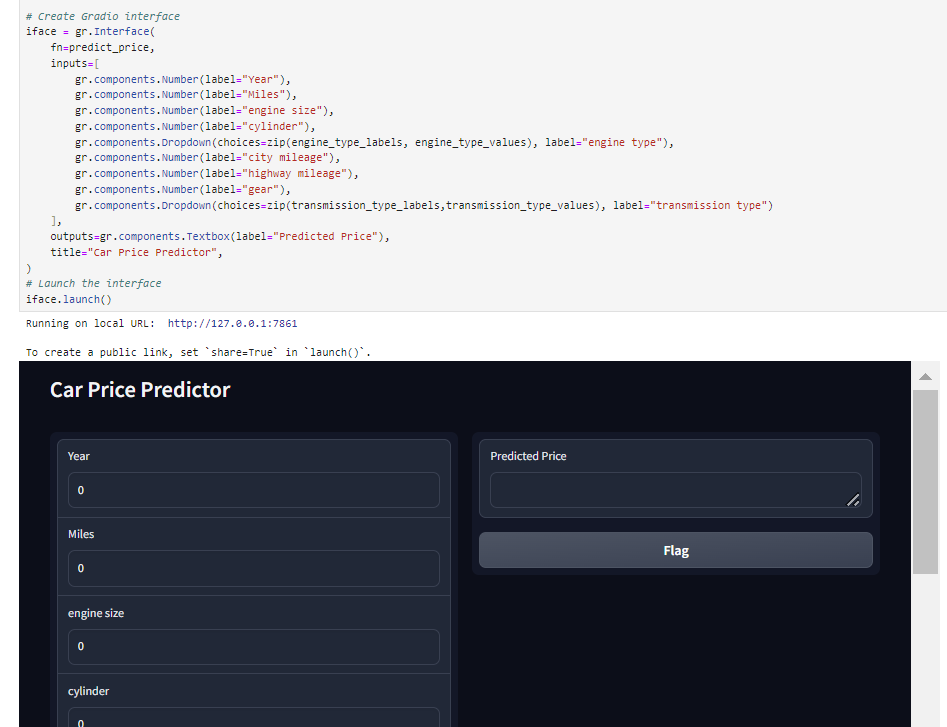 # Create Gradio interface
iface = gr.Interface(
    fn=predict_price,
    inputs=[
        gr.components.Number(label="Year"),
        gr.components.Number(label="Miles"),
        gr.components.Number(label="engine size"),
        gr.components.Number(label="cylinder"),
        gr.components.Dropdown(choices=zip(engine_type_labels, engine_type_values), label="engine type"),
        gr.components.Number(label="city mileage"),
        gr.components.Number(label="highway mileage"),
        gr.components.Number(label="gear"),
        gr.components.Dropdown(choices=zip(transmission_type_labels,transmission_type_values), label="transmission type")
    ],
    outputs=gr.components.Textbox(label="Predicted Price"),
    title="Car Price Predictor",
)
# Launch the interface
iface.launch()
Running on local URL:  http://127.0.0.1:7861
To create a public link, set `share=True` in `launch()`.
Car Price Predictor
Year
0
Miles
0
engine size
0
cylinder
0
Predicted Price
Flag